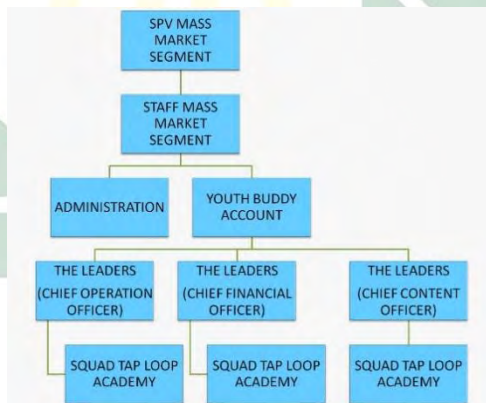 SPV MASS
MARKET
SEGMENT
STAFF MASS
MARKET
SEGMENT
ADMINISTRATION
YOUTH BUDDY
ACCOUNT
THE LEADERS
(CHIEF OPERATION
OFFICER)
THE LEADERS
(CHIEF FINANCIAL
OFFICER)
THE LEADERS
(CHIEF CONTENT
OFFICER)
SQUAD TAP LOOP
ACADEMY
SQUAD TAP LOOP
ACADEMY
SQUAD TAP LOOP
ACADEMY